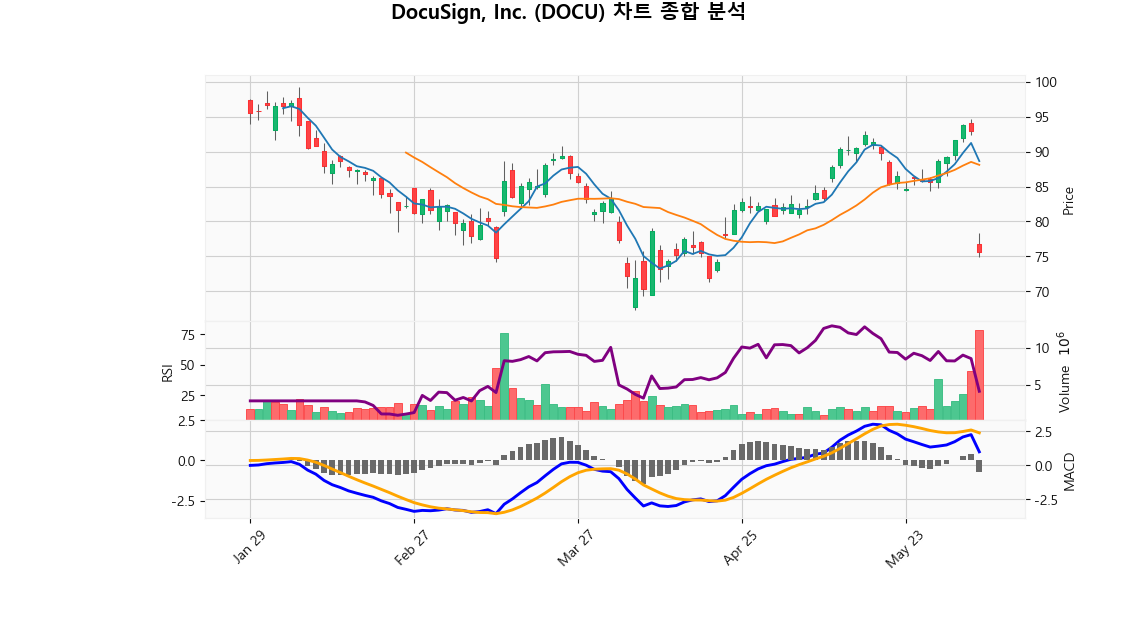 DocuSign, Inc. (DOCU) 차트 종합 분석
100
95
90
85
80
75
70
Price
75
50
25
RSI
10
5
Volume 10^6
2.5
0.0
-2.5
2.5
0.0
-2.5
MACD
Jan 29
Feb 27
Mar 27
Apr 25
May 23